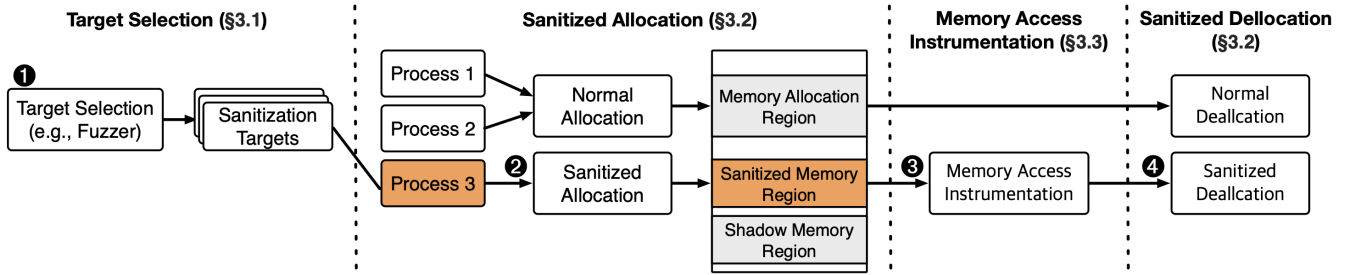 Target Selection (§3.1)
Sanitized Allocation (§3.2)
Memory Access
Instrumentation (§3.3)
Sanitized Dellocation
(§3.2)
1
Target Selection
(e.g., Fuzzer)
Sanitization
Targets
Process 1
Process 2
Process 3
2
Normal
Allocation
Sanitized
Allocation
Memory Allocation
Region
Sanitized Memory
Region
Shadow Memory
Region
3
Memory Access
Instrumentation
4
Normal
Deallcation
Sanitized
Deallcation